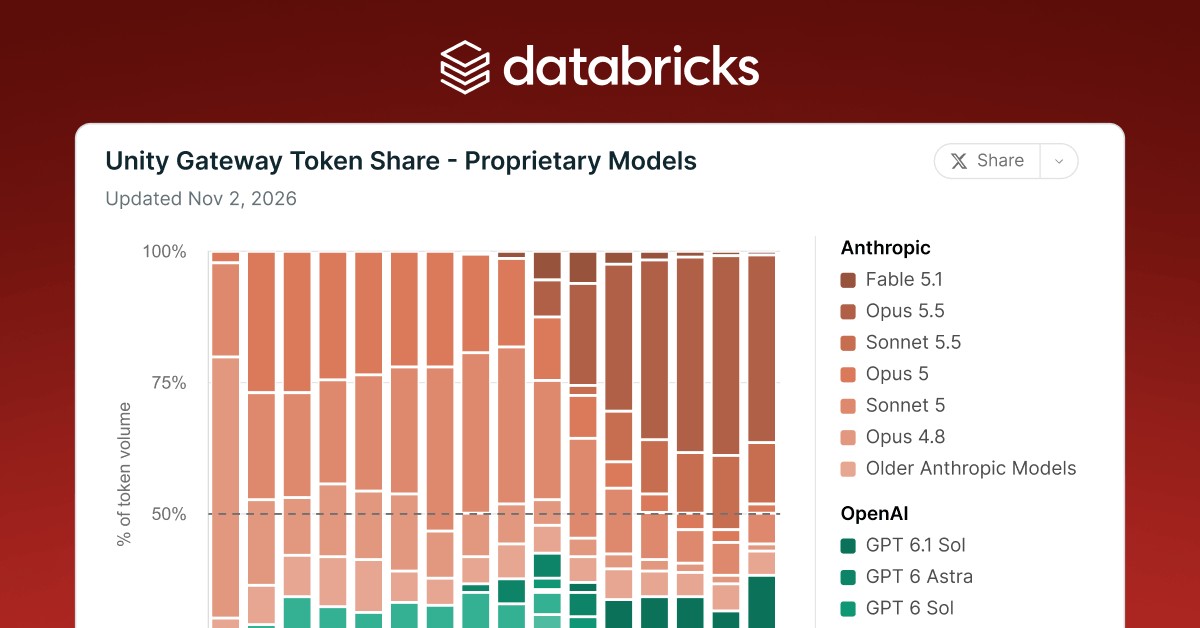 databricks
Unity Gateway Token Share - Proprietary Models
Share
Updated Nov 2, 2026
100%
75%
50%
% of token volume
Anthropic
Fable 5.1
Opus 5.5
Sonnet 5.5
Opus 5
Sonnet 5
Opus 4.8
Older Anthropic Models
OpenAI
GPT 6.1 Sol
GPT 6 Astra
GPT 6 Sol